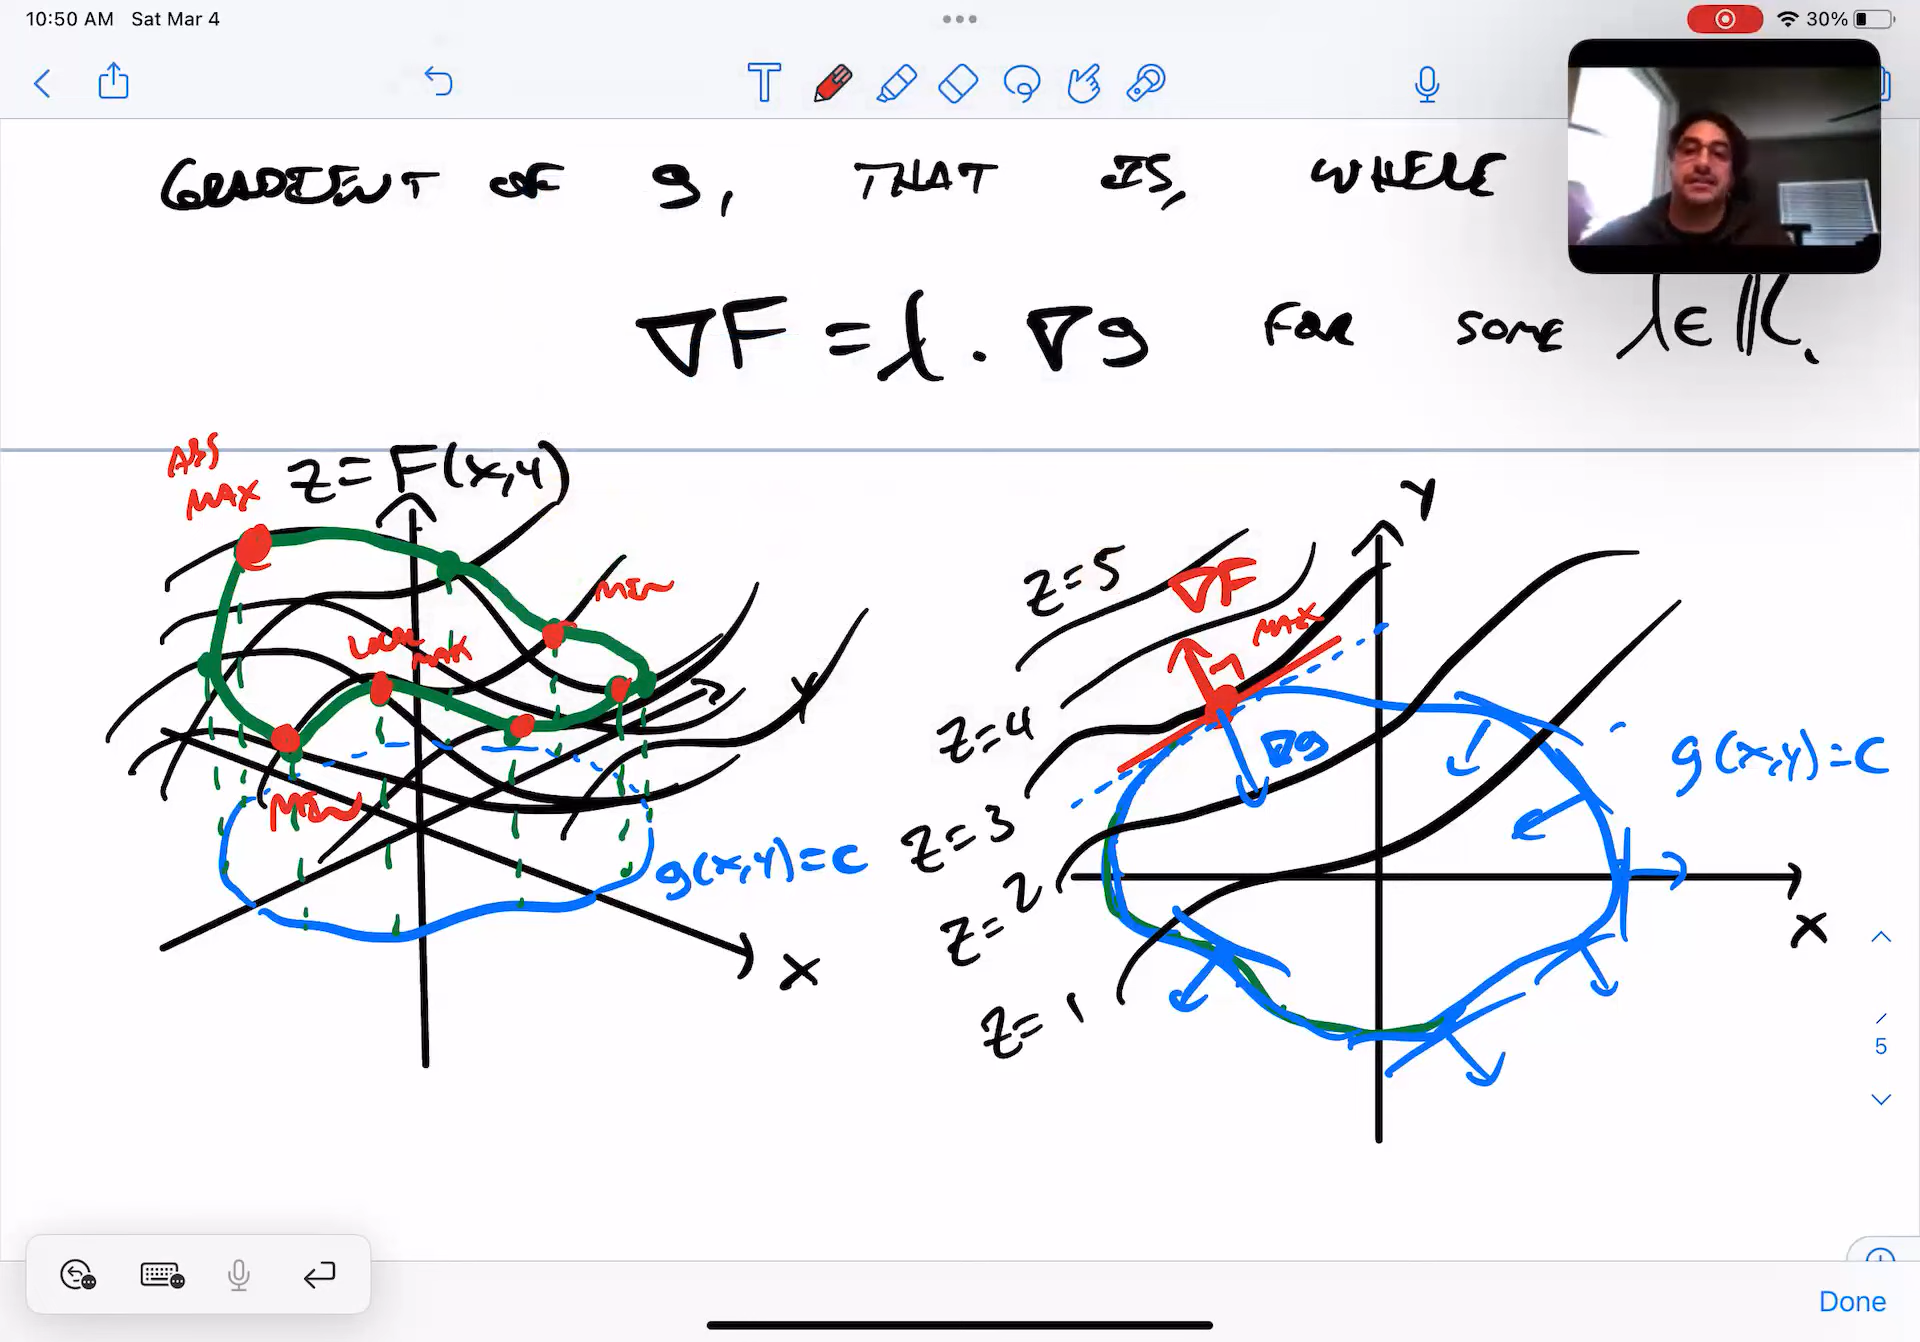 10:50 AM Sat Mar 4
30%
GRADIENT OF g, THAT IS, WHERE
∇F = λ · ∇g FOR SOME λ∈ℝ.
ABS
MAX
z = F(x,y)
MIN
LOCAL
MAX
y
MIN
g(x,y)=c
x
y
z=5
∇F
MAX
z=4
∇g
g(x,y)=c
z=3
z=2
x
z=1
5
Done